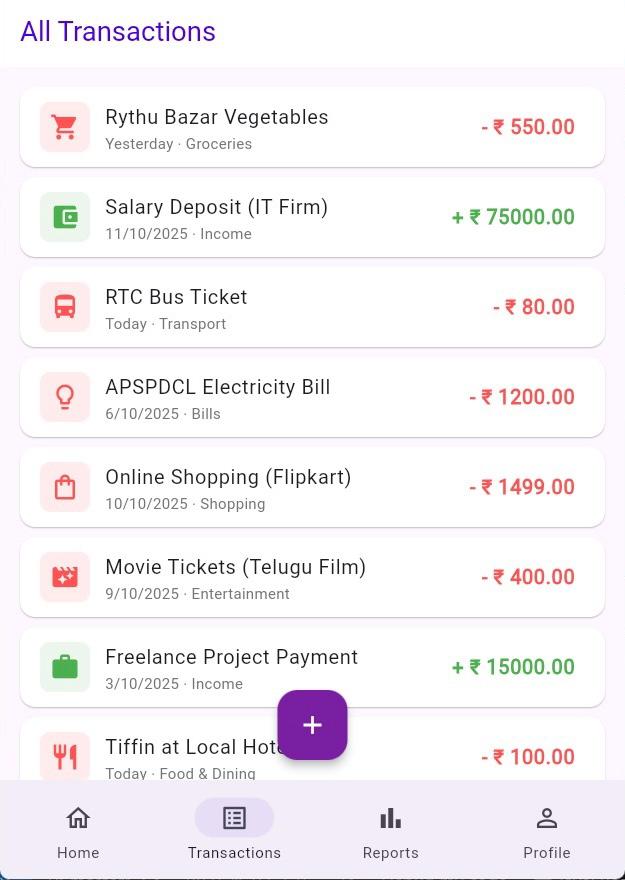 All Transactions
Rythu Bazar Vegetables
Yesterday · Groceries
- ₹ 550.00
Salary Deposit (IT Firm)
11/10/2025 · Income
+ ₹ 75000.00
RTC Bus Ticket
Today · Transport
- ₹ 80.00
APSPDCL Electricity Bill
6/10/2025 · Bills
- ₹ 1200.00
Online Shopping (Flipkart)
10/10/2025 · Shopping
- ₹ 1499.00
Movie Tickets (Telugu Film)
9/10/2025 · Entertainment
- ₹ 400.00
Freelance Project Payment
3/10/2025 · Income
+ ₹ 15000.00
Tiffin at Local
Today · Food & Dining
- ₹ 100.00
Home
Transactions
Reports
Profile